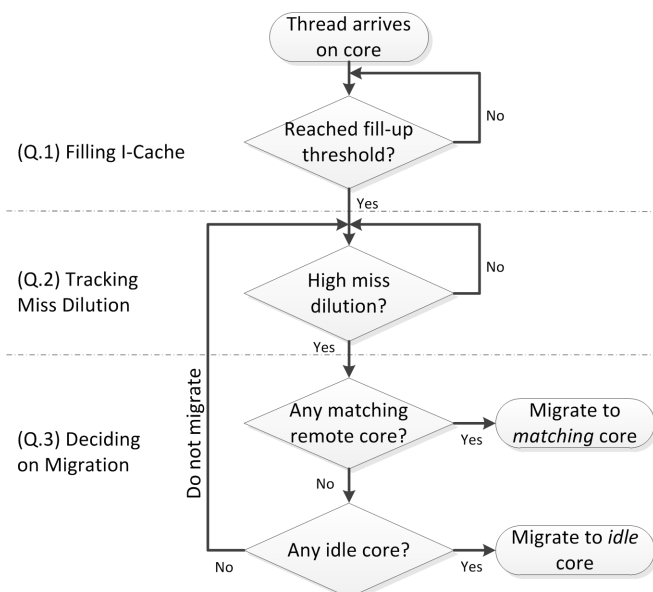 Thread arrives
on core
No
(Q.1) Filling I-Cache
Reached fill-up
threshold?
Yes
(Q.2) Tracking
Miss Dilution
High miss
dilution?
No
Yes
Do not migrate
(Q.3) Deciding
on Migration
Any matching
remote core?
Yes
Migrate to
matching core
No
Any idle core?
No
Yes
Migrate to idle
core